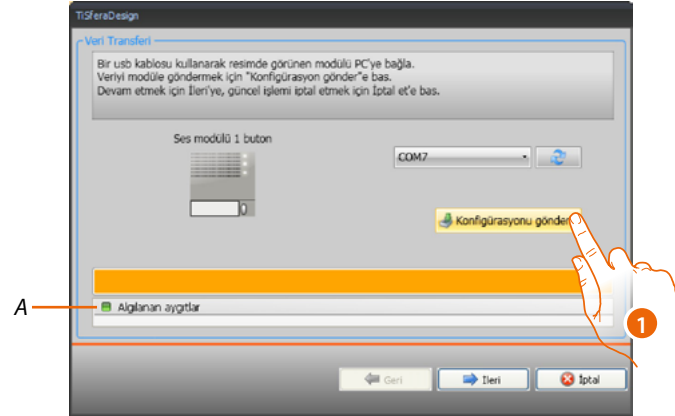 TiSferaDesign
Veri Transferi
Bir usb kablosu kullanarak resimde görünen modülü PC'ye bağla.
Veriyi modüle göndermek için "Konfigürasyon gönder"e bas.
Devam etmek için İleri'ye, güncel işlemi iptal etmek için İptal et'e bas.
Ses modülü 1 buton
COM7
Konfigürasyonu gönder
A
Algılanan aygıtlar
1
Geri
İleri
İptal